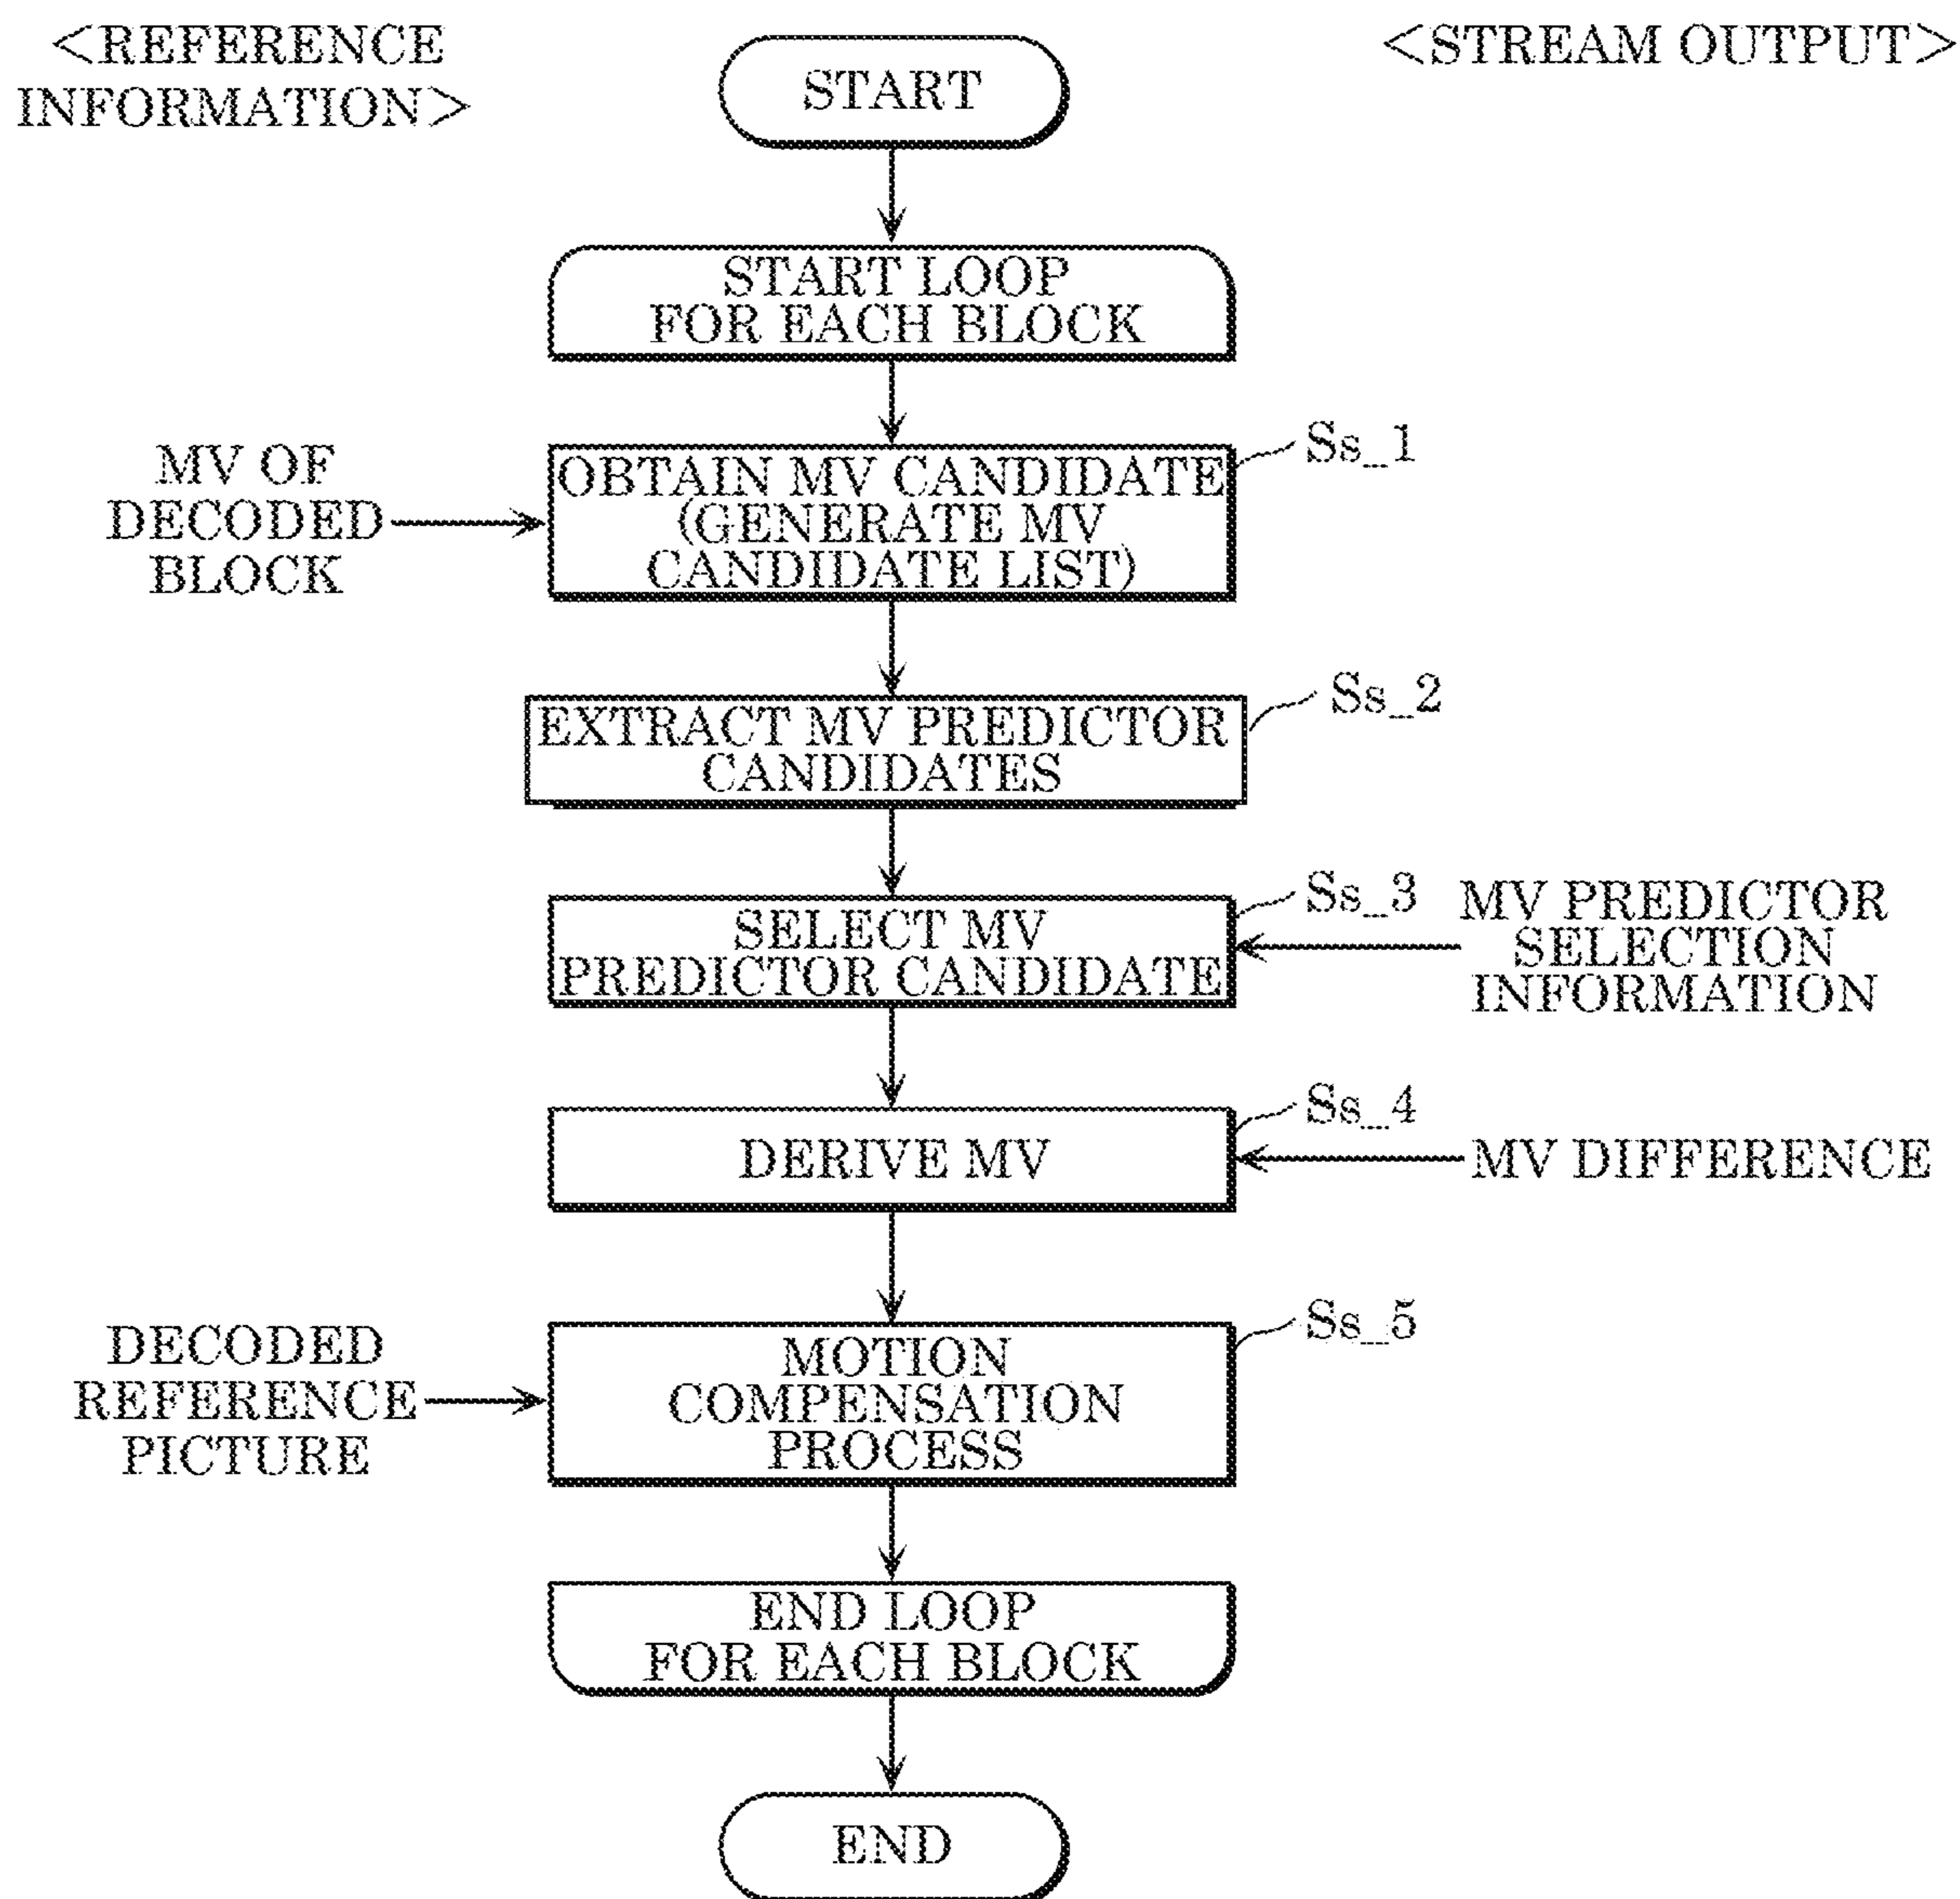 <REFERENCE
INFORMATION>
<STREAM OUTPUT>
START
START LOOP
FOR EACH BLOCK
MV OF
DECODED
BLOCK
OBTAIN MV CANDIDATE
(GENERATE MV
CANDIDATE LIST)
Ss_1
EXTRACT MV PREDICTOR
CANDIDATES
Ss_2
SELECT MV
PREDICTOR CANDIDATE
Ss_3
MV PREDICTOR
SELECTION
INFORMATION
DERIVE MV
Ss_4
MV DIFFERENCE
DECODED
REFERENCE
PICTURE
MOTION
COMPENSATION
PROCESS
Ss_5
END LOOP
FOR EACH BLOCK
END